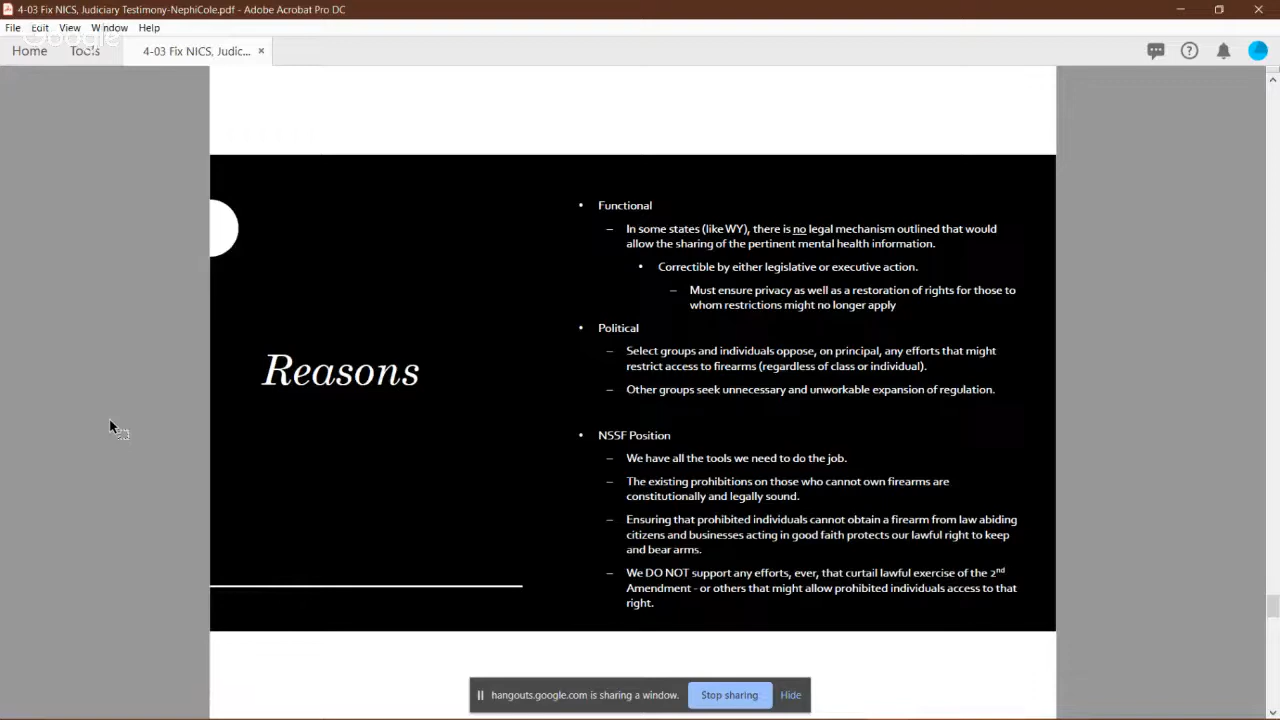 4-03 Fix NICS, Judiciary Testimony-NephiCole.pdf - Adobe Acrobat Pro DC
File Edit View Window Help
Google
Home Tools 4-03 Fix NICS, Judic... ×
Reasons
• Functional
– In some states (like WY), there is no legal mechanism outlined that would
allow the sharing of the pertinent mental health information.
• Correctible by either legislative or executive action.
– Must ensure privacy as well as a restoration of rights for those to
whom restrictions might no longer apply
• Political
– Select groups and individuals oppose, on principal, any efforts that might
restrict access to firearms (regardless of class or individual).
– Other groups seek unnecessary and unworkable expansion of regulation.
• NSSF Position
– We have all the tools we need to do the job.
– The existing prohibitions on those who cannot own firearms are
constitutionally and legally sound.
– Ensuring that prohibited individuals cannot obtain a firearm from law abiding
citizens and businesses acting in good faith protects our lawful right to keep
and bear arms.
– We DO NOT support any efforts, ever, that curtail lawful exercise of the 2nd
Amendment - or others that might allow prohibited individuals access to that
right.
hangouts.google.com is sharing a window. Stop sharing Hide